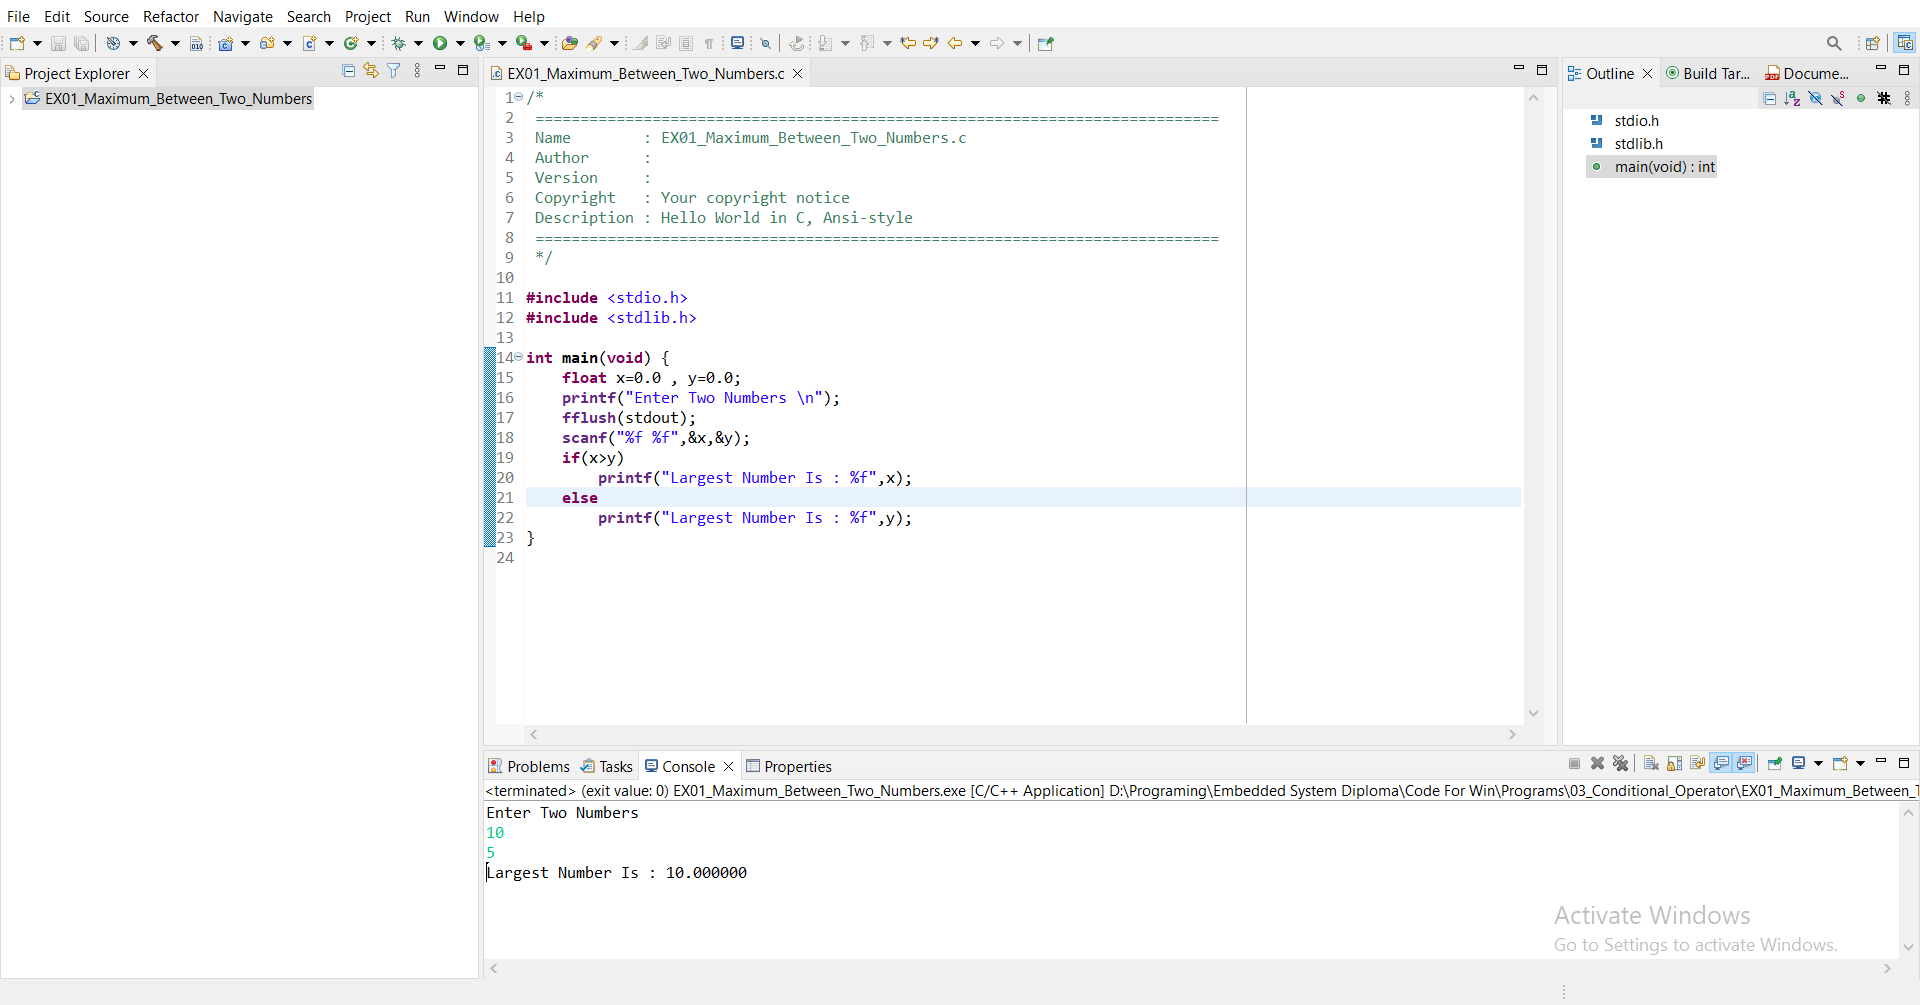 File Edit Source Refactor Navigate Search Project Run Window Help
Project Explorer
EX01_Maximum_Between_Two_Numbers
EX01_Maximum_Between_Two_Numbers.c
1 /*
2 ============================================================================
3 Name        : EX01_Maximum_Between_Two_Numbers.c
4 Author      :
5 Version     :
6 Copyright   : Your copyright notice
7 Description : Hello World in C, Ansi-style
8 ============================================================================
9 */
10
11 #include <stdio.h>
12 #include <stdlib.h>
13
14 int main(void) {
15     float x=0.0 , y=0.0;
16     printf("Enter Two Numbers \n");
17     fflush(stdout);
18     scanf("%f %f",&x,&y);
19     if(x>y)
20         printf("Largest Number Is : %f",x);
21     else
22         printf("Largest Number Is : %f",y);
23 }
24
Outline Build Tar... Docume...
stdio.h
stdlib.h
main(void) : int
Problems Tasks Console Properties
<terminated> (exit value: 0) EX01_Maximum_Between_Two_Numbers.exe [C/C++ Application] D:\Programing\Embedded System Diploma\Code For Win\Programs\03_Conditional_Operator\EX01_Maximum_Between_
Enter Two Numbers
10
5
Largest Number Is : 10.000000
Activate Windows
Go to Settings to activate Windows.